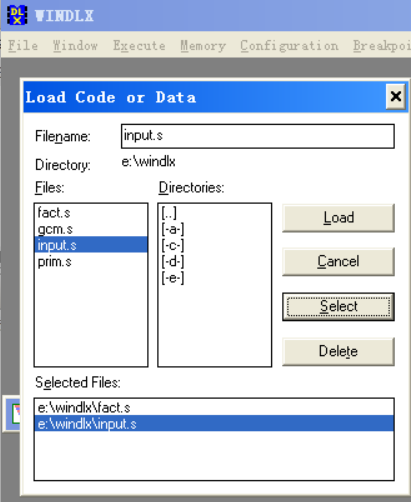 DLX WINDLX
File Window Execute Memory Configuration Breakpoi
Load Code or Data
Filename: input.s
Directory: e:\windlx
Files: Directories:
fact.s [..]
gcm.s [-a-]
input.s [-c-]
prim.s [-d-]
[-e-]
Load
Cancel
Select
Delete
Selected Files:
e:\windlx\fact.s
e:\windlx\input.s